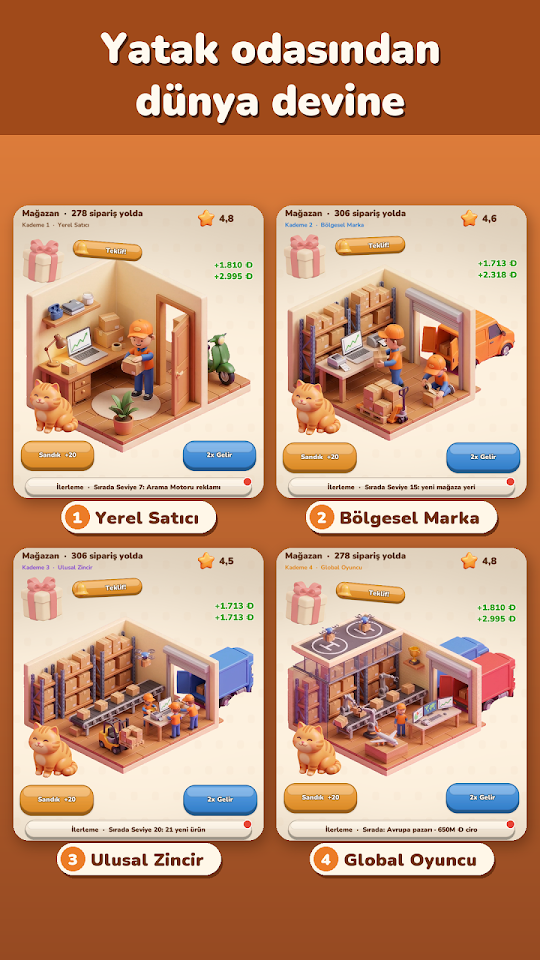 Yatak odasından
dünya devine
Mağazan · 278 sipariş yolda
Kademe 1 · Yerel Satıcı
4,8
Teklif!
+1.810
+2.995
Sandık +20
2x Gelir
İlerleme · Sırada Seviye 7: Arama Motoru reklamı
1 Yerel Satıcı
Mağazan · 306 sipariş yolda
Kademe 2 · Bölgesel Marka
4,6
Teklif!
+1.713
+2.318
Sandık +20
2x Gelir
İlerleme · Sırada Seviye 15: yeni mağaza yeri
2 Bölgesel Marka
Mağazan · 306 sipariş yolda
Kademe 3 · Ulusal Zincir
4,5
Teklif!
+1.713
+1.713
Sandık +20
2x Gelir
İlerleme · Sırada Seviye 20: 21 yeni ürün
3 Ulusal Zincir
Mağazan · 278 sipariş yolda
Kademe 4 · Global Oyuncu
4,8
Teklif!
+1.810
+2.995
H H
Sandık +20
2x Gelir
İlerleme · Sırada: Avrupa pazarı · 650M ciro
4 Global Oyuncu